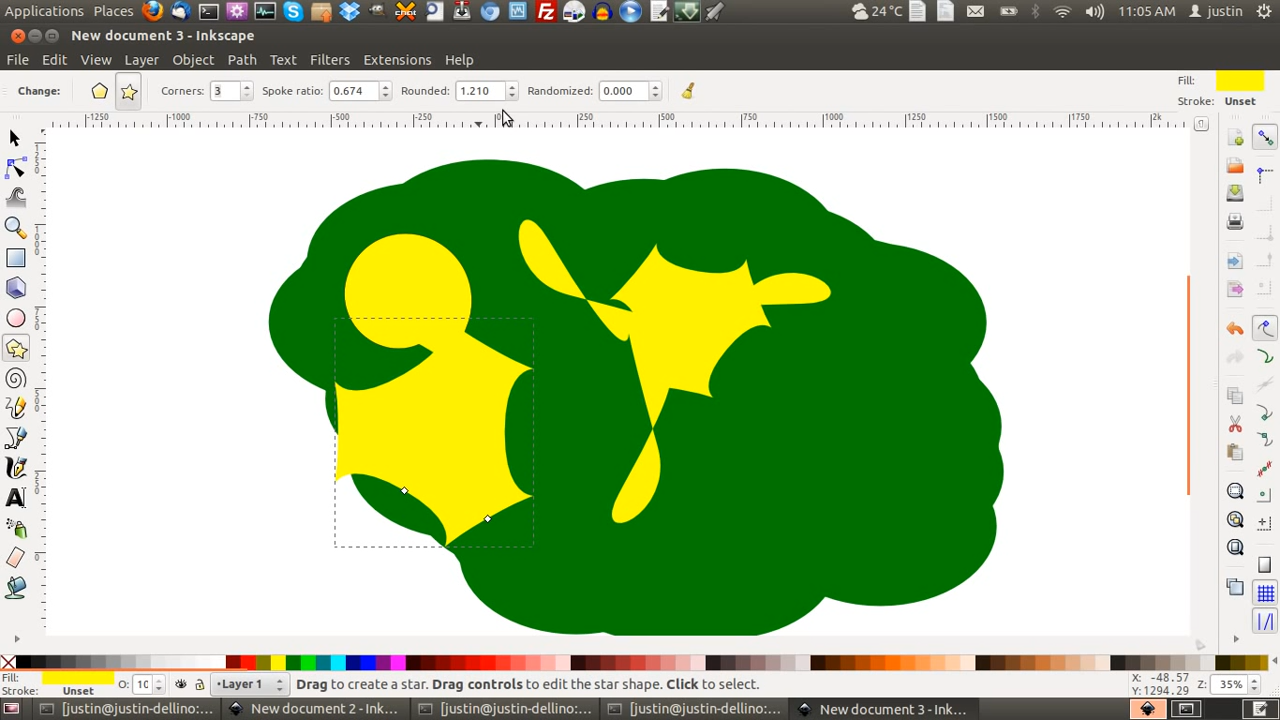 Applications Places 24°C 11:05 AM justin
New document 3 - Inkscape
File Edit View Layer Object Path Text Filters Extensions Help
Change: Corners: 3 Spoke ratio: 0.674 Rounded: 1.210 Randomized: 0.000 Fill:
Stroke: Unset
-1250 -1000 -750 -500 -250 0 250 500 750 1000 1250 1500 1750 2k
Fill: O: 10 •Layer 1 Drag to create a star. Drag controls to edit the star shape. Click to select. X: -48.57 Z: 35%
Stroke: Unset Y: 1294.29
[justin@justin-dellino:... New document 2 - Ink... [justin@justin-dellino:... [justin@justin-dellino:... New document 3 - Ink...